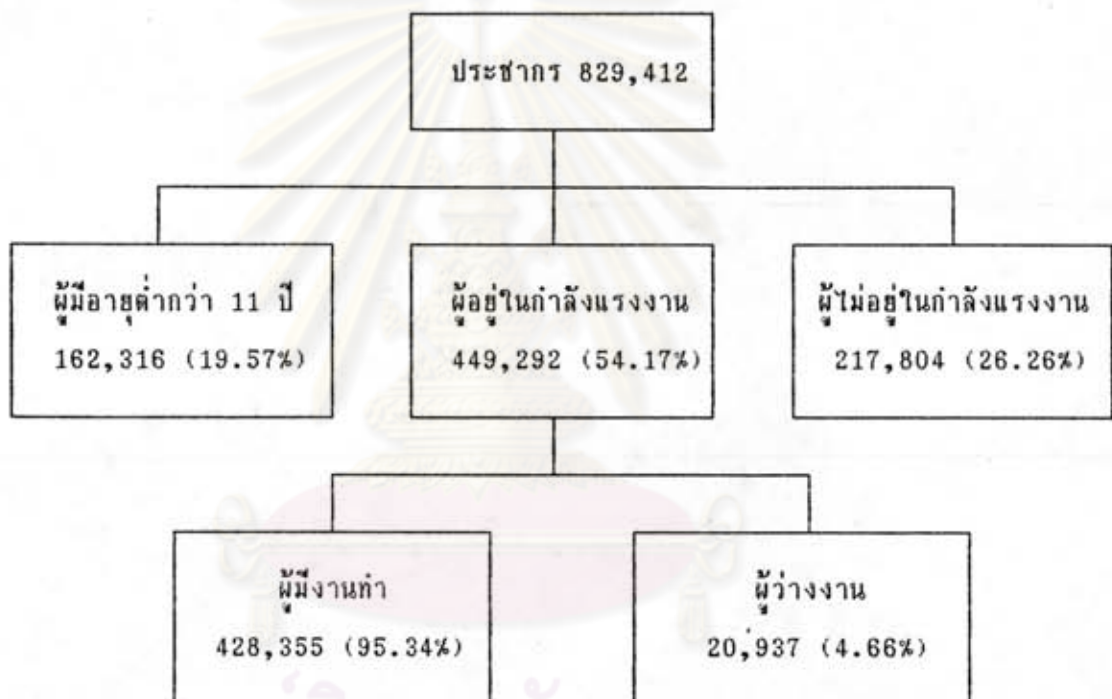 ประชากร 829,412
ผู้มีอายุต่ำกว่า 11 ปี
162,316 (19.57%)
ผู้อยู่ในกำลังแรงงาน
449,292 (54.17%)
ผู้ไม่อยู่ในกำลังแรงงาน
217,804 (26.26%)
ผู้มีงานทำ
428,355 (95.34%)
ผู้ว่างงาน
20,937 (4.66%)